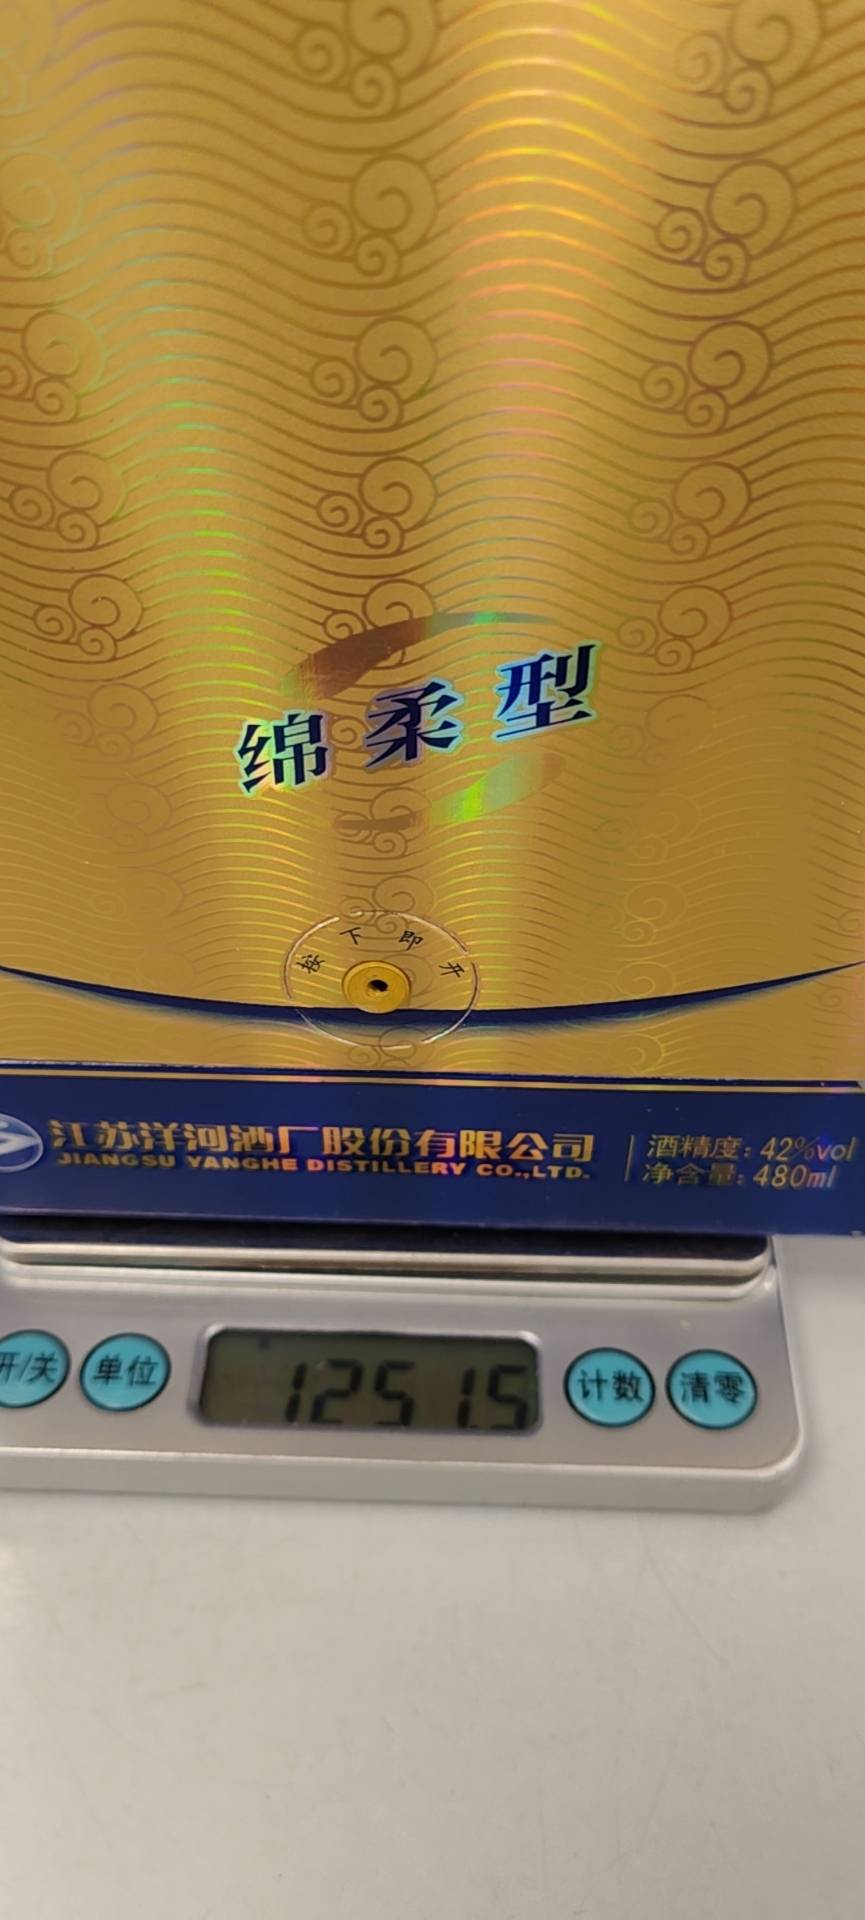 绵柔型
按下即开
江苏洋河酒厂股份有限公司
JIANGSU YANGHE DISTILLERY CO.,LTD.
酒精度: 42%vol
净含量: 480ml
开/关
单位
1251.5
计数
清零